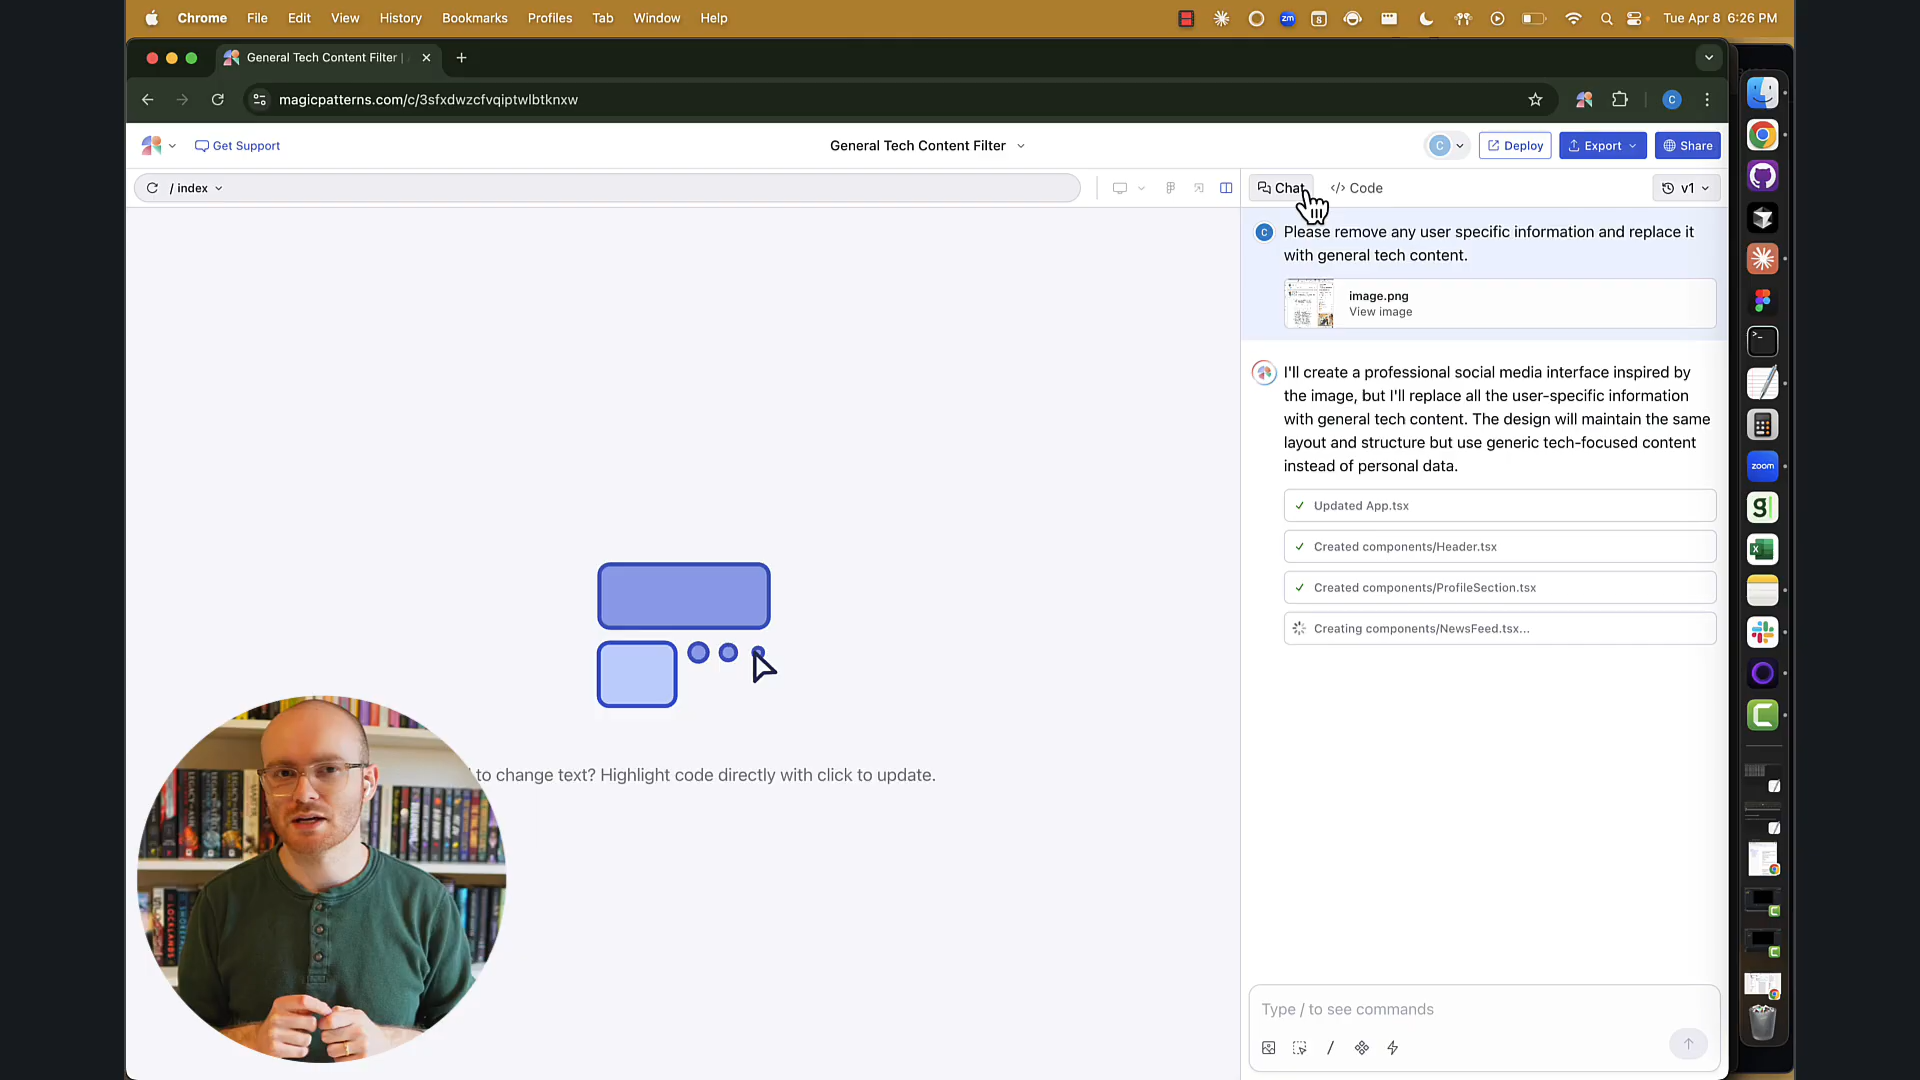 Chrome File Edit View History Bookmarks Profiles Tab Window Help
zm
8
Tue Apr 8 6:26 PM
General Tech Content Filter |
magicpatterns.com/c/3sfxdwzcfvqiptwlbtknxw
C
Get Support
General Tech Content Filter
C
Deploy
Export
Share
/ index
Chat
</> Code
v1
C
Please remove any user specific information and replace it
with general tech content.
image.png
View image
I'll create a professional social media interface inspired by
the image, but I'll replace all the user-specific information
with general tech content. The design will maintain the same
layout and structure but use generic tech-focused content
instead of personal data.
Updated App.tsx
Created components/Header.tsx
Created components/ProfileSection.tsx
Creating components/NewsFeed.tsx...
to change text? Highlight code directly with click to update.
LOCKLANDS
Type / to see commands
zoom
g